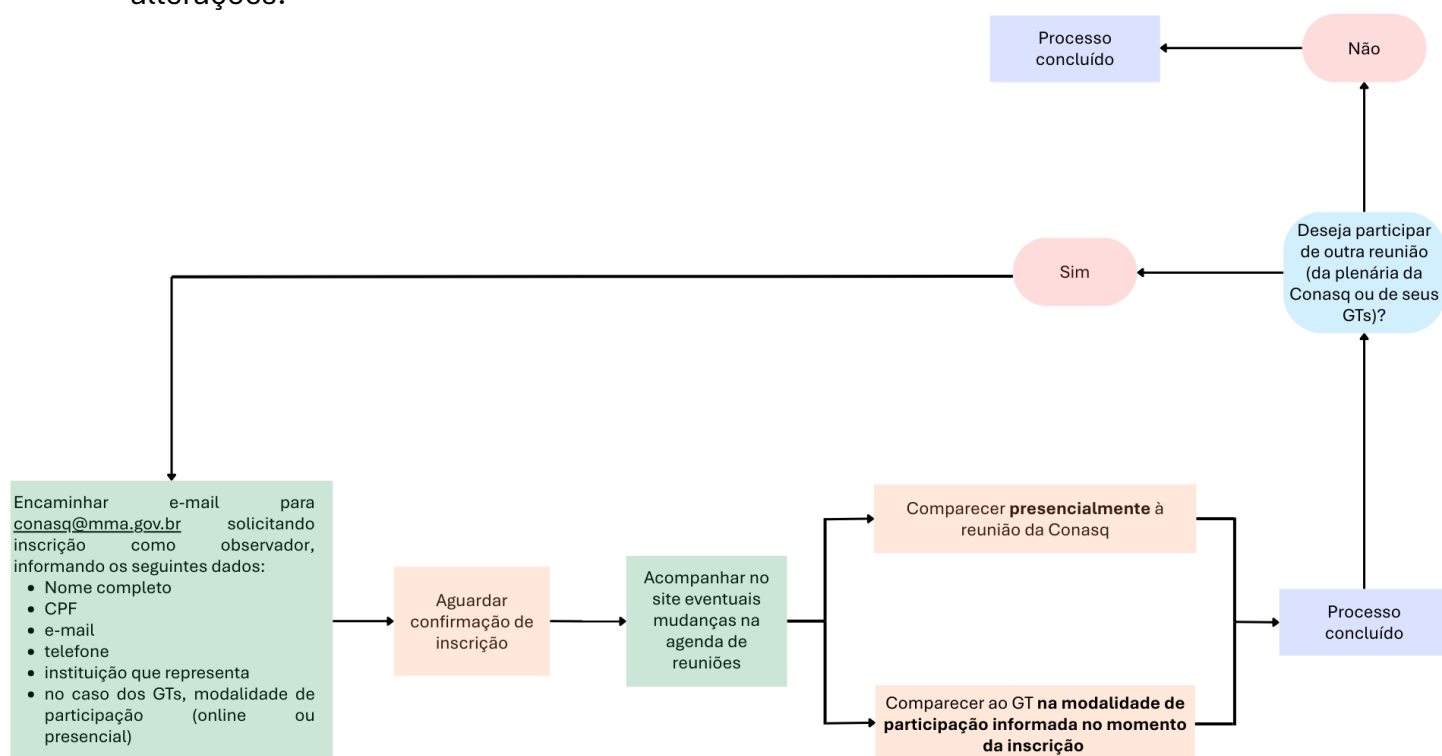 alterações.
Processo
concluído
Não
Deseja participar
de outra reunião
(da plenária da
Conasq ou de seus
GTs)?
Sim
Encaminhar e-mail para
conasq@mma.gov.br solicitando
inscrição como observador,
informando os seguintes dados:
• Nome completo
• CPF
• e-mail
• telefone
• instituição que representa
• no caso dos GTs, modalidade de
participação (online ou
presencial)
Aguardar
confirmação de
inscrição
Acompanhar no
site eventuais
mudanças na
agenda de
reuniões
Comparecer presencialmente à
reunião da Conasq
Comparecer ao GT na modalidade de
participação informada no momento
da inscrição
Processo
concluído